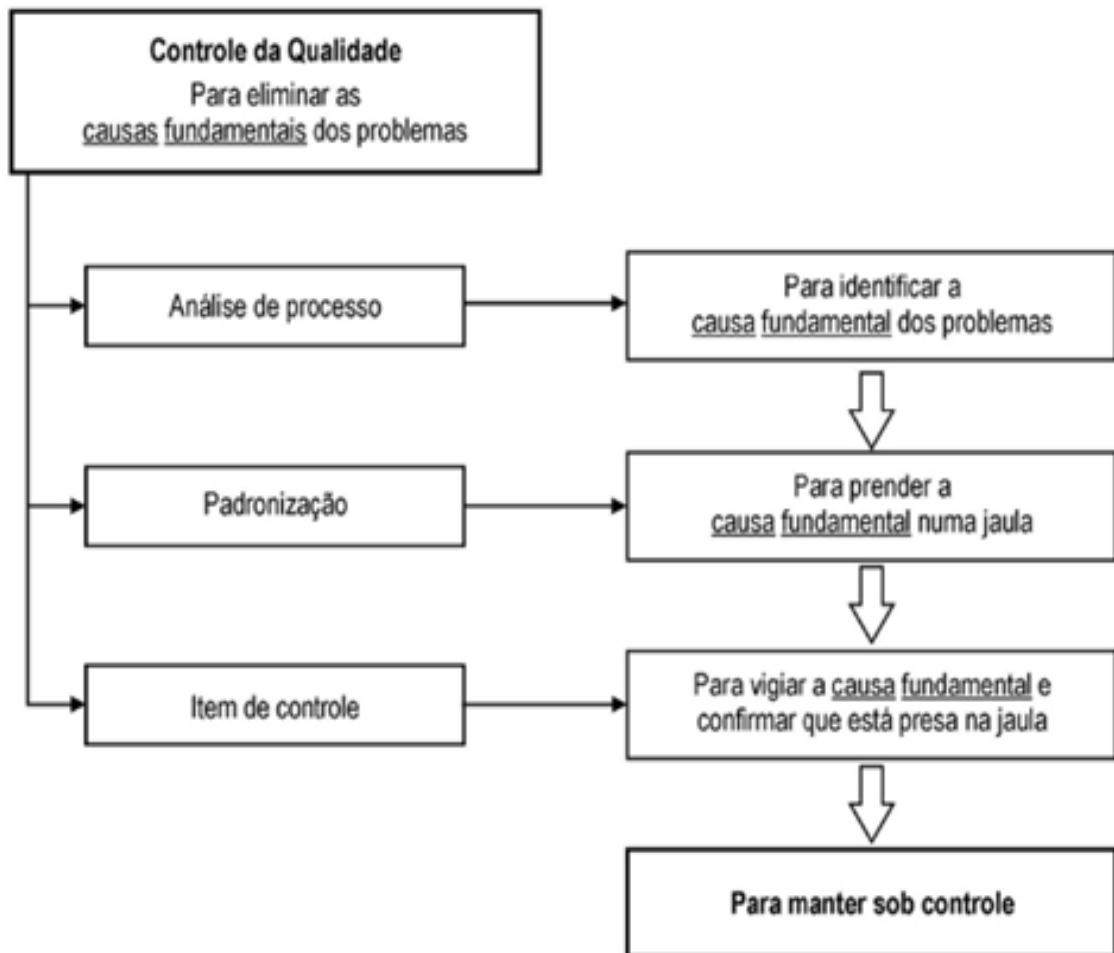 Controle da Qualidade
Para eliminar as
causas fundamentais dos problemas
Análise de processo
Para identificar a
causa fundamental dos problemas
Padronização
Para prender a
causa fundamental numa jaula
Item de controle
Para vigiar a causa fundamental e
confirmar que está presa na jaula
Para manter sob controle